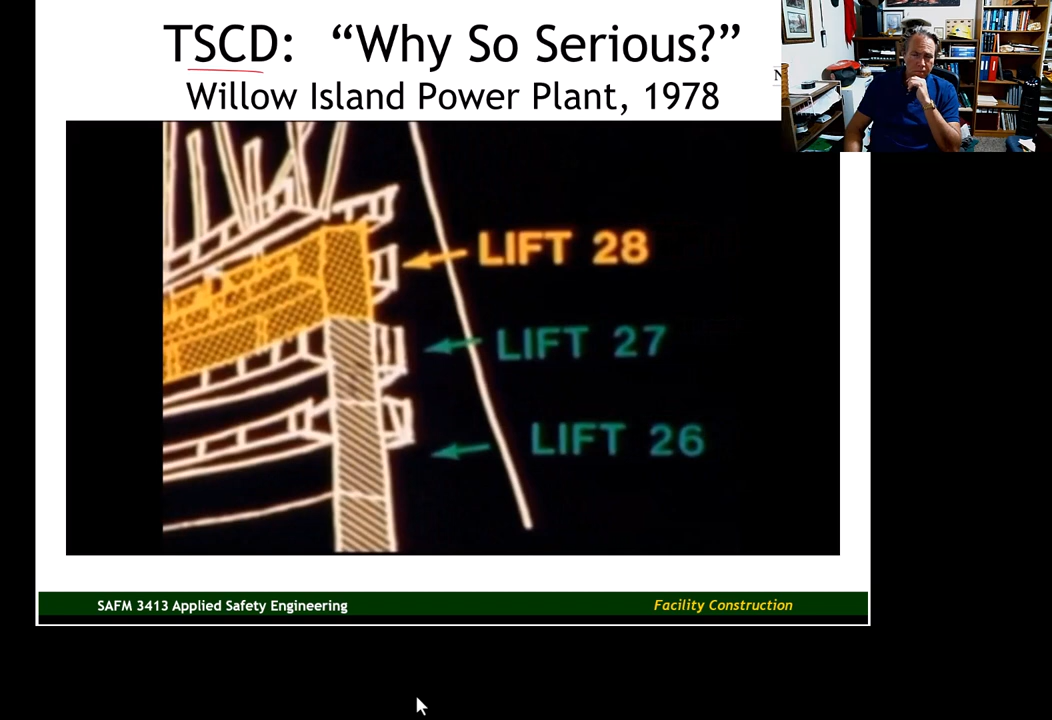 TSCD: “Why So Serious?”
Willow Island Power Plant, 1978
N
LIFT 28
LIFT 27
LIFT 26
SAFM 3413 Applied Safety Engineering
Facility Construction